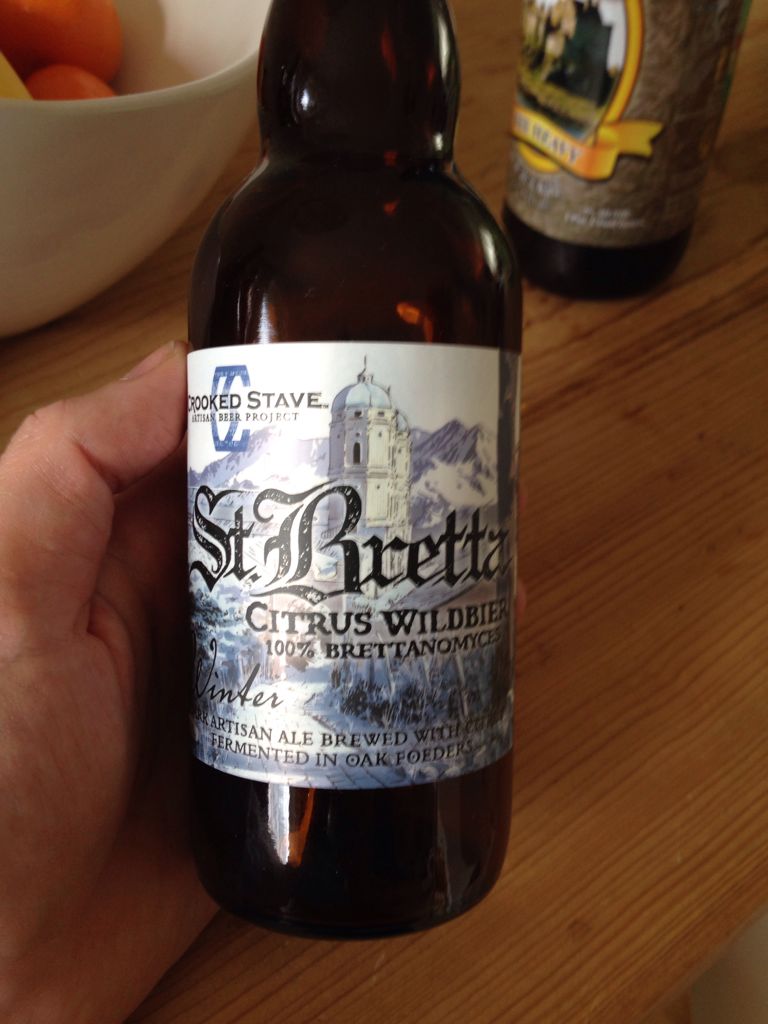 CROOKED STAVE
ARTISAN BEER PROJECT
St. Bretta
CITRUS WILDBIER
100% BRETTANOMYCES
Winter
ARTISAN ALE BREWED WITH
FERMENTED IN OAK FOEDERS
HEAVY